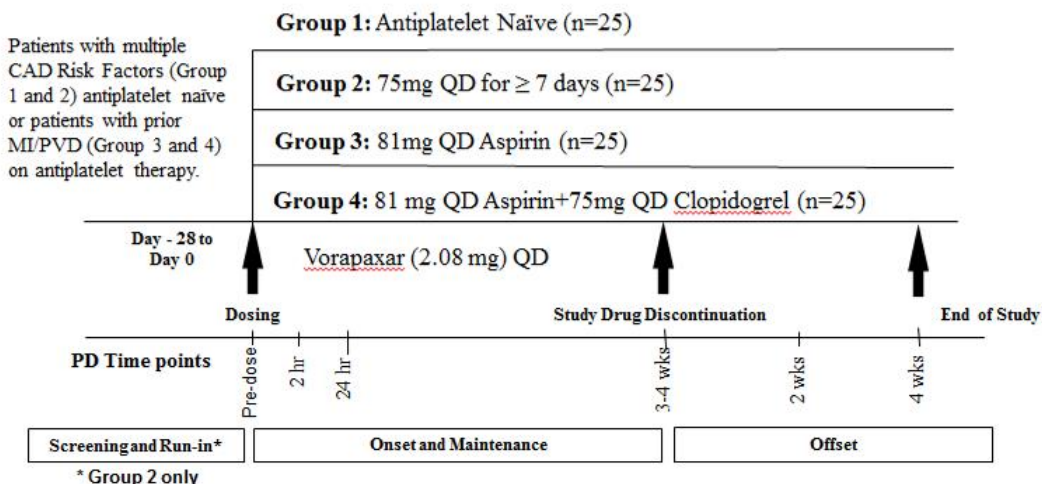 Group 1: Antiplatelet Naïve (n=25)
Patients with multiple
CAD Risk Factors (Group
1 and 2) antiplatelet naïve
or patients with prior
MI/PVD (Group 3 and 4)
on antiplatelet therapy.
Group 2: 75mg QD for ≥ 7 days (n=25)
Group 3: 81mg QD Aspirin (n=25)
Group 4: 81 mg QD Aspirin+75mg QD Clopidogrel (n=25)
Day - 28 to
Day 0
Vorapaxar (2.08 mg) QD
Dosing
Study Drug Discontinuation
End of Study
PD Time points
Pre-dose
2 hr
24 hr
3-4 wks
2 wks
4 wks
Screening and Run-in*
Onset and Maintenance
Offset
* Group 2 only